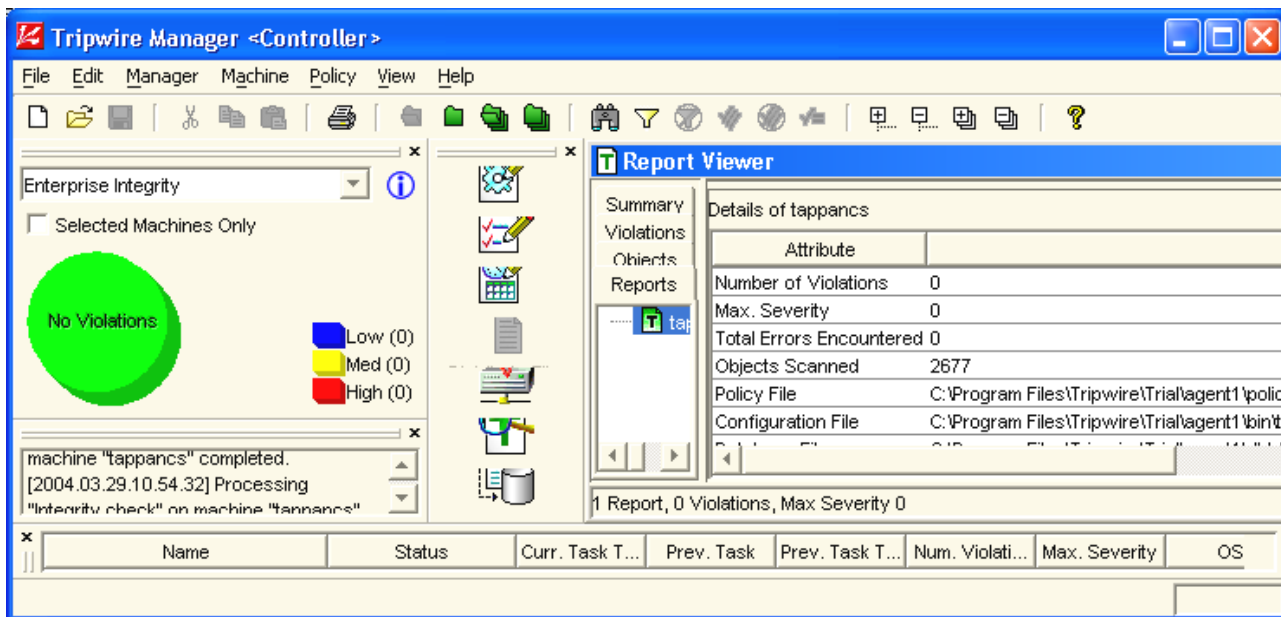 Tripwire Manager <Controller>
File Edit Manager Machine Policy View Help
Enterprise Integrity
Selected Machines Only
No Violations
Low (0)
Med (0)
High (0)
machine "tappancs" completed.
[2004.03.29.10.54.32] Processing
"Integrity check" on machine "tappancs"
Report Viewer
Summary
Violations
Objects
Reports
tap
Details of tappancs
Attribute
Number of Violations 0
Max. Severity 0
Total Errors Encountered 0
Objects Scanned 2677
Policy File C:\Program Files\Tripwire\Trial\agent1\polic
Configuration File C:\Program Files\Tripwire\Trial\agent1\bin\t
1 Report, 0 Violations, Max Severity 0
Name Status Curr. Task T... Prev. Task Prev. Task T... Num. Violati... Max. Severity OS